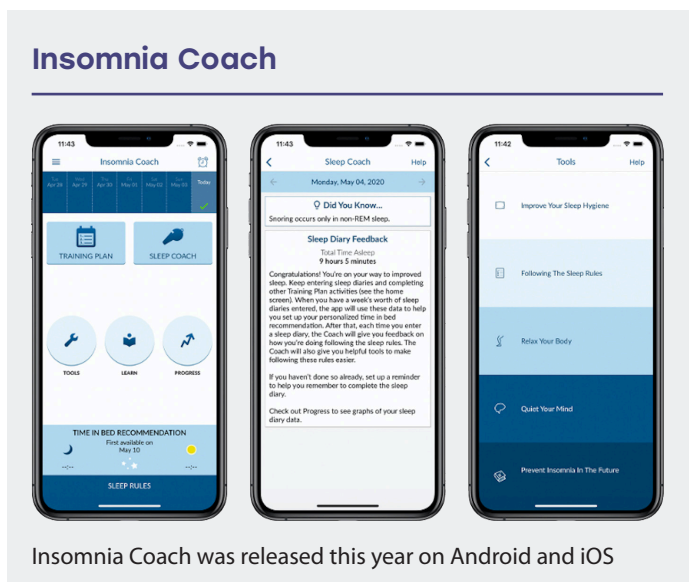 Insomnia Coach
11:43
Insomnia Coach
Tue Wed Thu Fri Sat Sun Today
Apr 28 Apr 29 Apr 30 May 01 May 02 May 03
TRAINING PLAN
SLEEP COACH
TOOLS
LEARN
PROGRESS
TIME IN BED RECOMMENDATION
First available on
May 10
--:-- --:--
SLEEP RULES
11:43
Sleep Coach Help
Monday, May 04, 2020
Did You Know...
Snoring occurs only in non-REM sleep.
Sleep Diary Feedback
Total Time Asleep
9 hours 5 minutes
Congratulations! You're on your way to improved
sleep. Keep entering sleep diaries and completing
other Training Plan activities (see the home
screen). When you have a week's worth of sleep
diaries entered, the app will use these data to help
you set up your personalized time in bed
recommendation. After that, each time you enter
a sleep diary, the Coach will give you feedback on
how you're doing following the sleep rules. The
Coach will also give you helpful tools to make
following these rules easier.
If you haven't done so already, set up a reminder
to help you remember to complete the sleep
diary.
Check out Progress to see graphs of your sleep
diary data.
11:42
Tools Help
Improve Your Sleep Hygiene
Following The Sleep Rules
Relax Your Body
Quiet Your Mind
Prevent Insomnia In The Future
Insomnia Coach was released this year on Android and iOS